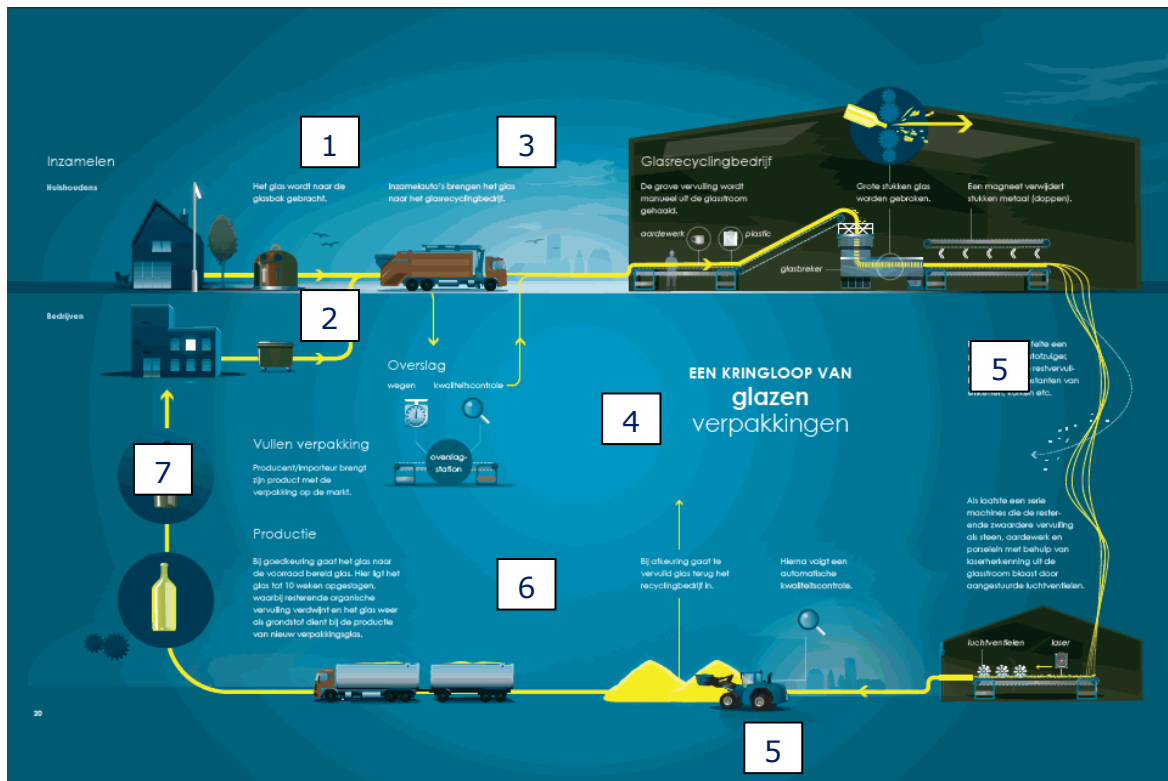 1
3
Inzamelen
Huishoudens
Het glas wordt naar de
glasbak gebracht.
Inzamelauto's brengen het glas
naar het glasrecyclingbedrijf.
Glasrecyclingbedrijf
De grove vervuiling wordt
manueel uit de glasstroom
gehaald.
aardewerk
plastic
Grote stukken glas
worden gebroken.
Een magneet verwijdert
stukken metaal (doppen).
glasbreker
2
Bedrijven
Overslag
wegen
kwaliteitscontrole
overslag-
station
EEN KRINGLOOP VAN
glazen
verpakkingen
4
5
een
van
etc.
Vullen verpakking
Producent/importeur brengt
zijn product met de
verpakking op de markt.
7
Productie
Bij goedkeuring gaat het glas naar
de voorraad bereid glas. Hier ligt het
glas tot 10 weken opgeslagen,
waarbij resterende organische
vervuiling verdwijnt en het glas weer
als grondstof dient bij de productie
van nieuw verpakkingsglas.
6
Bij afkeuring gaat te
vervuild glas terug het
recyclingbedrijf in.
Hierna volgt een
automatische
kwaliteitscontrole.
Als laatste een serie
machines die de rester-
ende zwaardere vervuiling
als steen, aardewerk en
porselein met behulp van
laserherkenning uit de
glasstroom blaast door
aangestuurde luchtventielen.
luchtventielen
laser
20
5